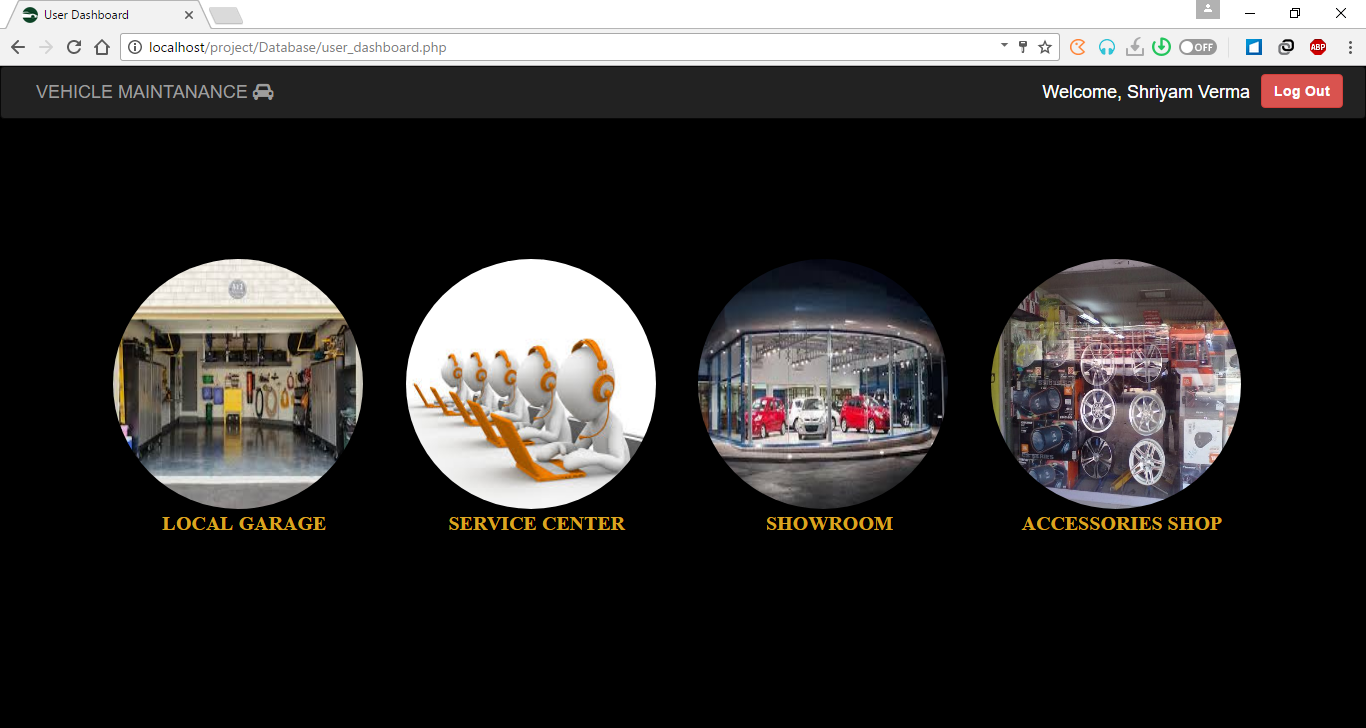 User Dashboard
localhost/project/Database/user_dashboard.php
OFF
ABP
VEHICLE MAINTANANCE
Welcome, Shriyam Verma
Log Out
LOCAL GARAGE
SERVICE CENTER
SHOWROOM
ACCESSORIES SHOP